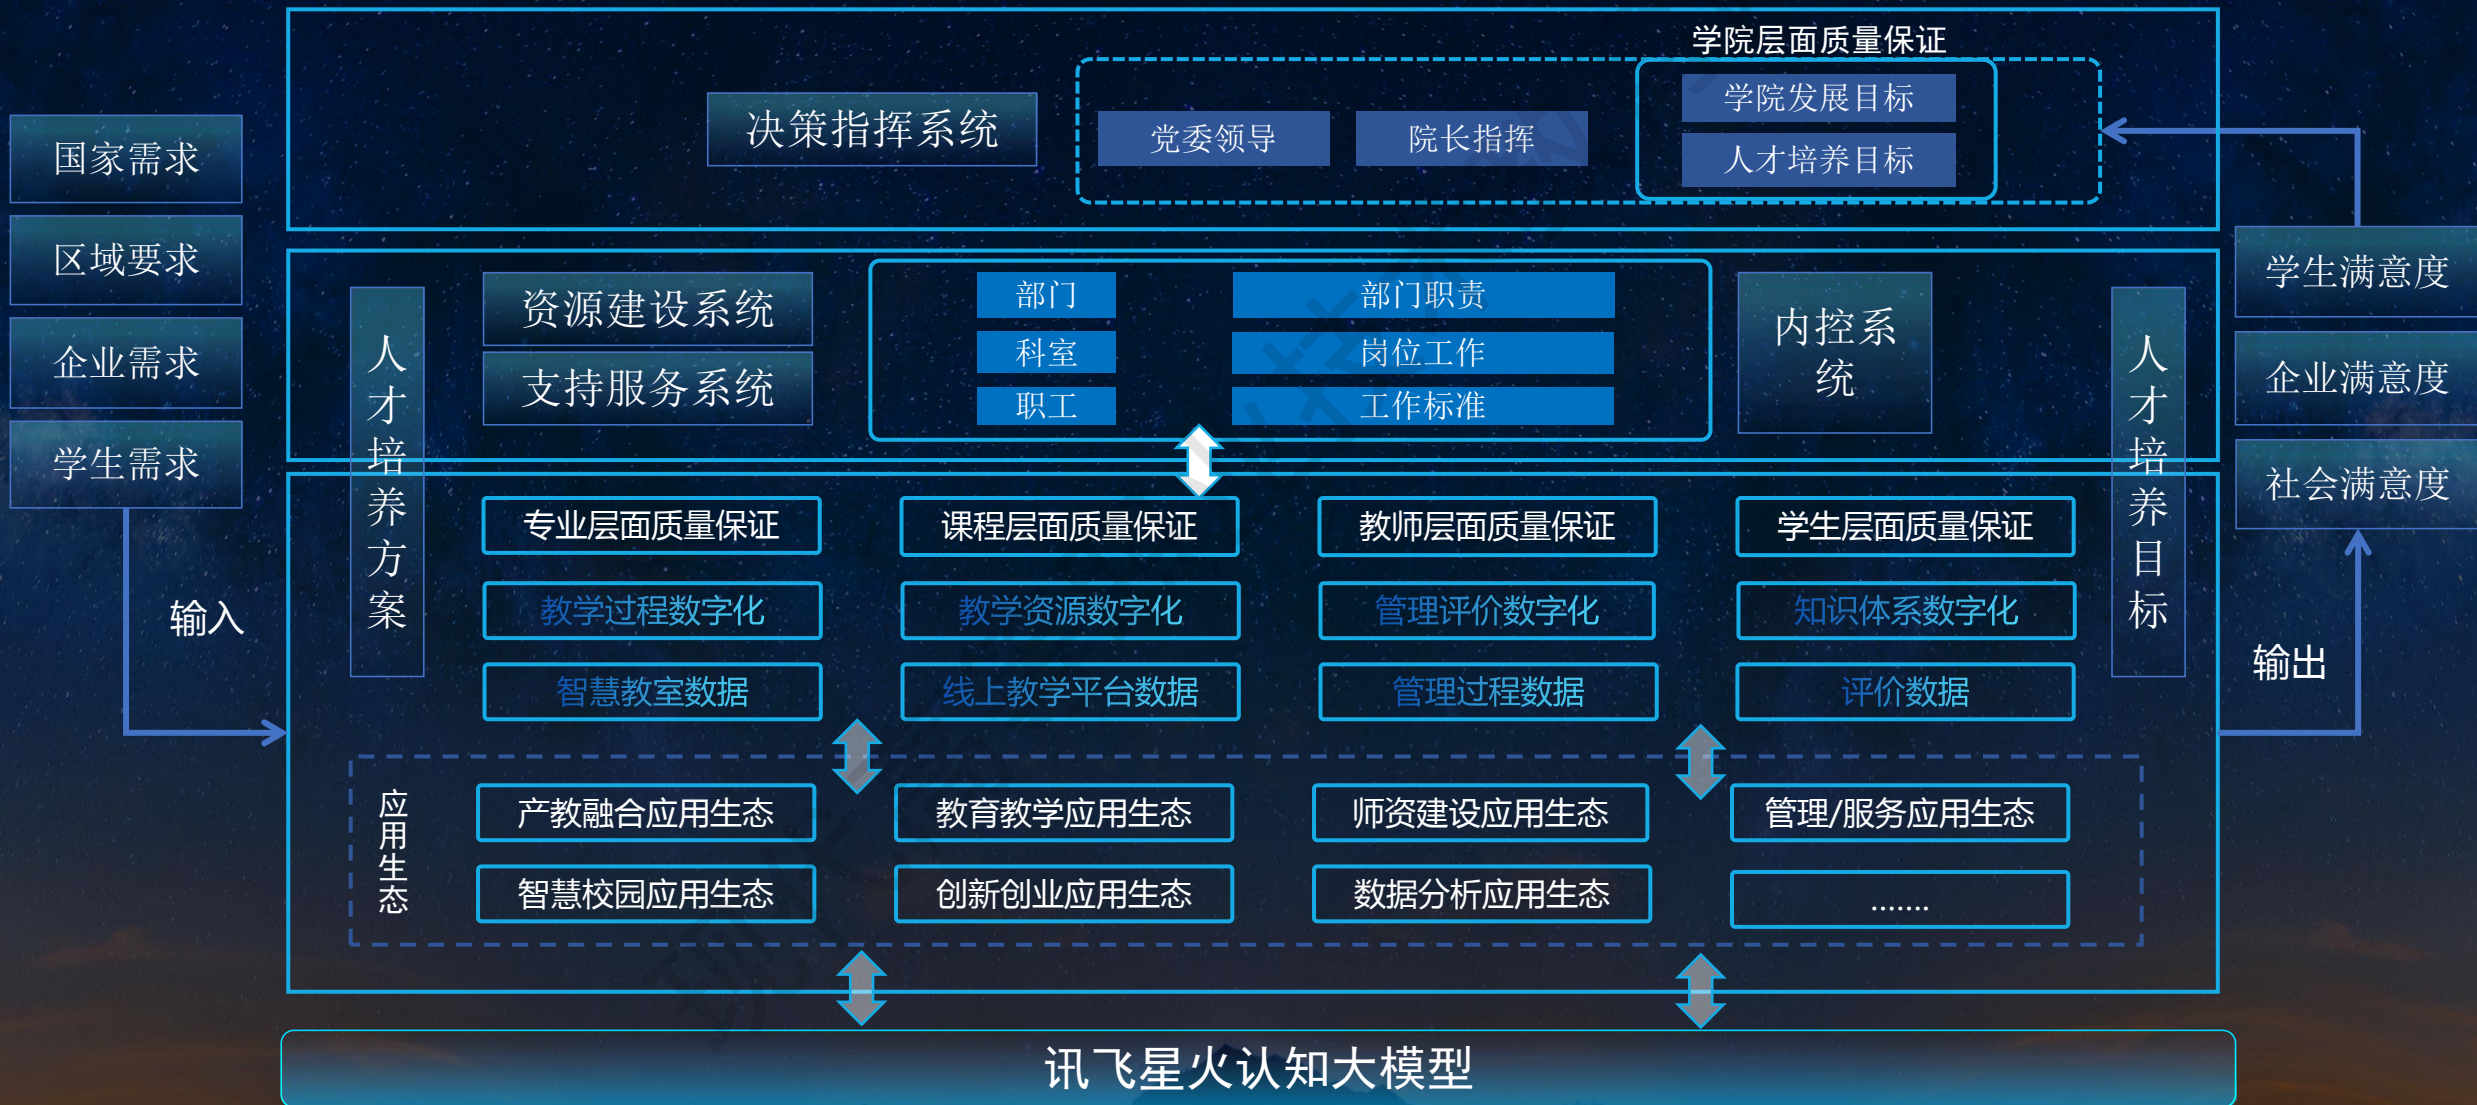 学院层面质量保证
决策指挥系统
党委领导
院长指挥
学院发展目标
人才培养目标
国家需求
区域要求
企业需求
学生需求
输入
人才培养方案
资源建设系统
支持服务系统
部门
部门职责
科室
岗位工作
职工
工作标准
内控系
统
人才培养目标
学生满意度
企业满意度
社会满意度
输出
专业层面质量保证
课程层面质量保证
教师层面质量保证
学生层面质量保证
教学过程数字化
教学资源数字化
管理评价数字化
知识体系数字化
智慧教室数据
线上教学平台数据
管理过程数据
评价数据
应用生态
产教融合应用生态
教育教学应用生态
师资建设应用生态
管理/服务应用生态
智慧校园应用生态
创新创业应用生态
数据分析应用生态
.......
讯飞星火认知大模型